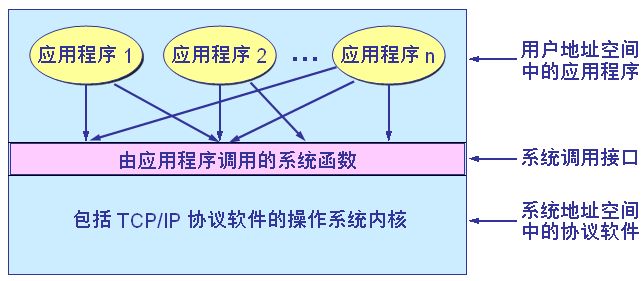 应用程序 1
应用程序 2
…
应用程序 n
用户地址空间
中的应用程序
由应用程序调用的系统函数
系统调用接口
包括 TCP/IP 协议软件的操作系统内核
系统地址空间
中的协议软件